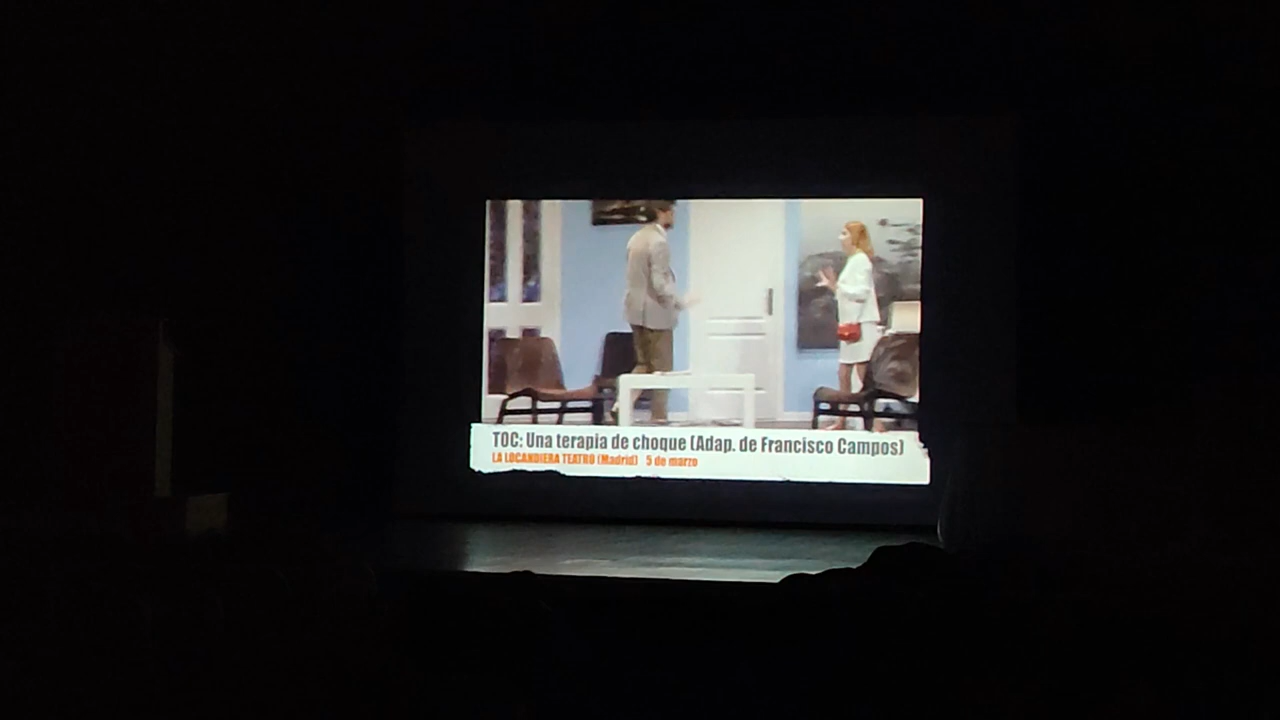 TOC: Una terapia de choque (Adap. de Francisco Campos)
LA LOCANDIERA TEATRO (Madrid) 5 de marzo